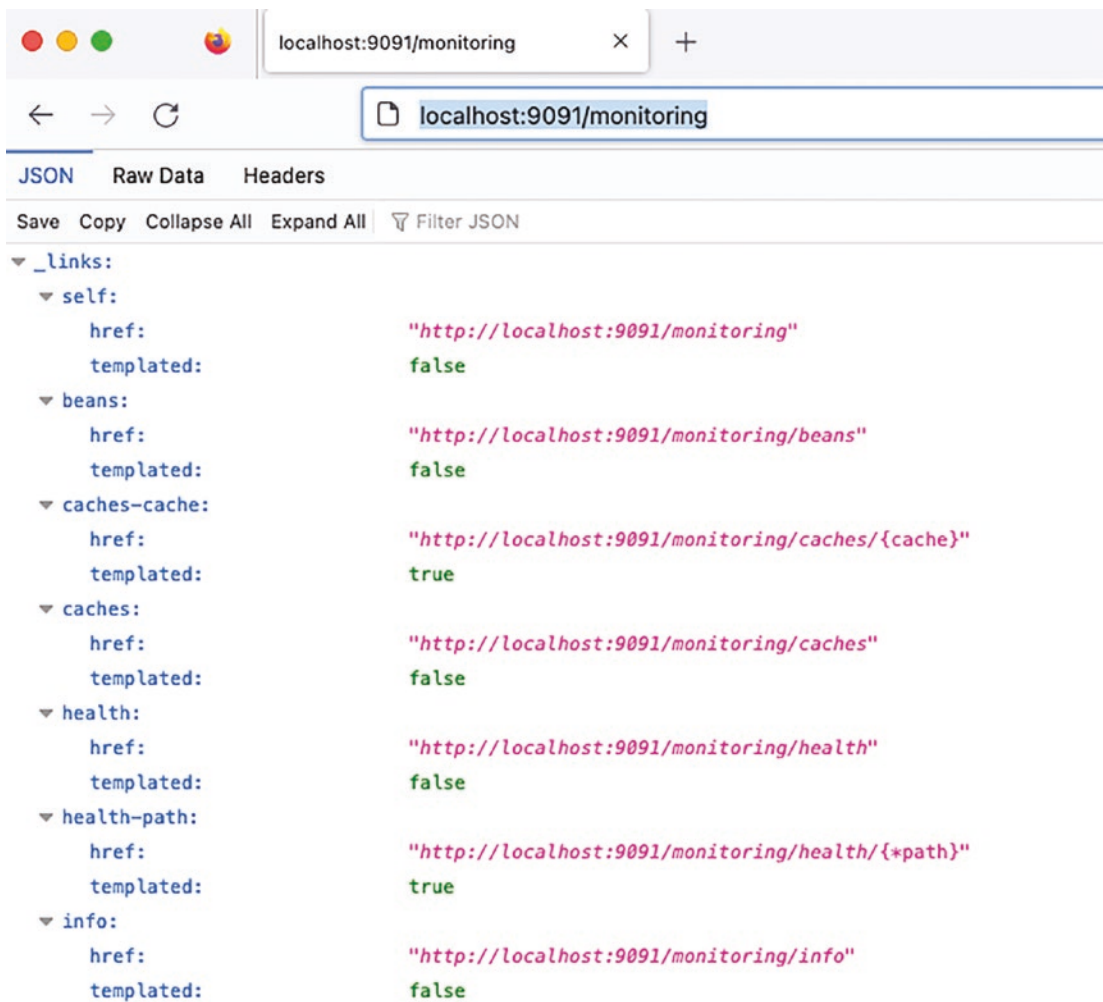 localhost:9091/monitoring
localhost:9091/monitoring
JSON Raw Data Headers
Save Copy Collapse All Expand All Filter JSON
_links:
self:
href: "http://localhost:9091/monitoring"
templated: false
beans:
href: "http://localhost:9091/monitoring/beans"
templated: false
caches-cache:
href: "http://localhost:9091/monitoring/caches/{cache}"
templated: true
caches:
href: "http://localhost:9091/monitoring/caches"
templated: false
health:
href: "http://localhost:9091/monitoring/health"
templated: false
health-path:
href: "http://localhost:9091/monitoring/health/{*path}"
templated: true
info:
href: "http://localhost:9091/monitoring/info"
templated: false